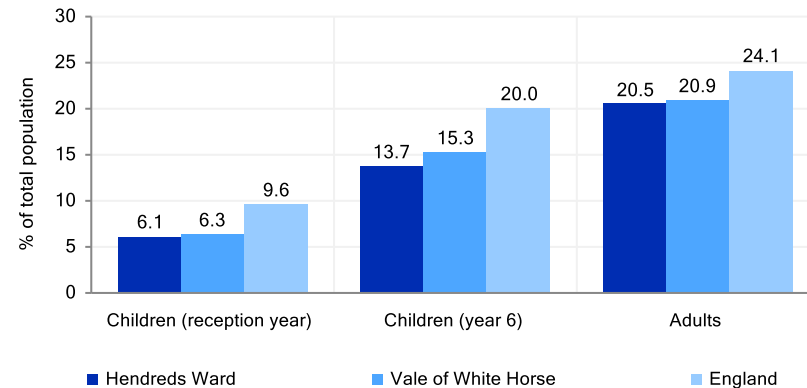 % of total population
30
25
20
15
10
5
0
6.1 6.3 9.6
13.7 15.3 20.0
20.5 20.9 24.1
Children (reception year) Children (year 6) Adults
Hendreds Ward Vale of White Horse England